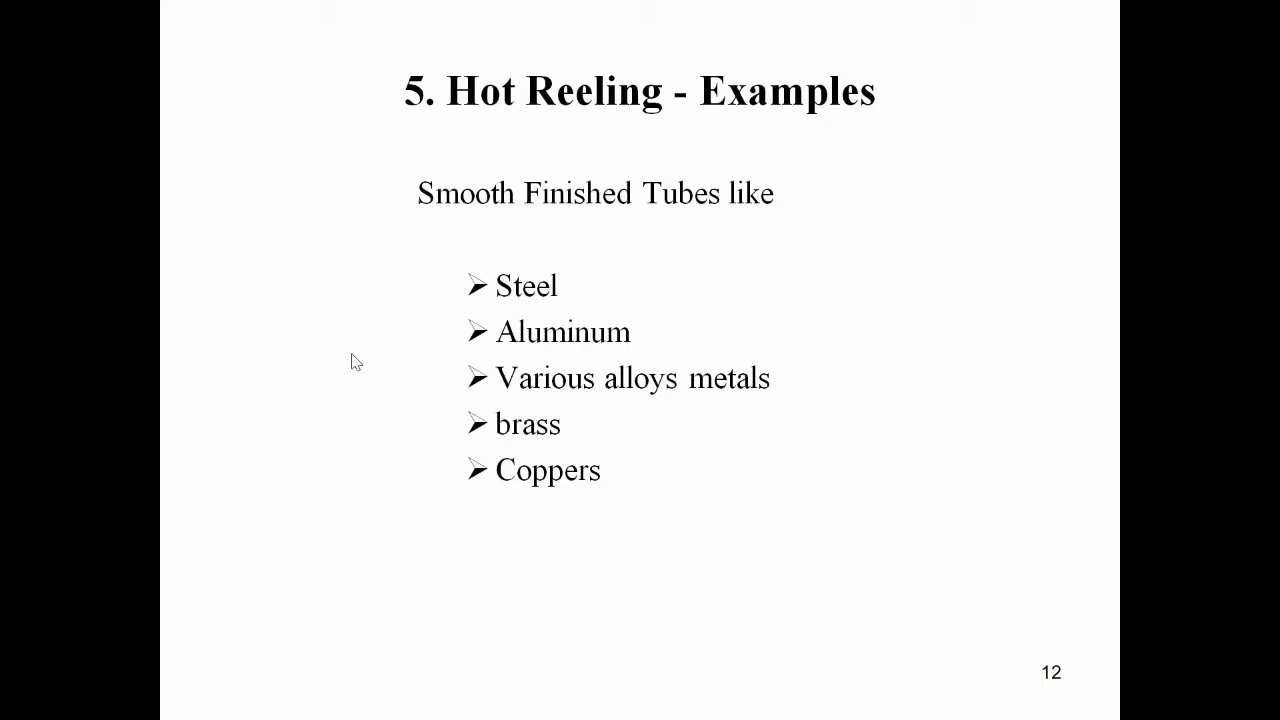 5. Hot Reeling - Examples
Smooth Finished Tubes like
➢ Steel
➢ Aluminum
➢ Various alloys metals
➢ brass
➢ Coppers
12